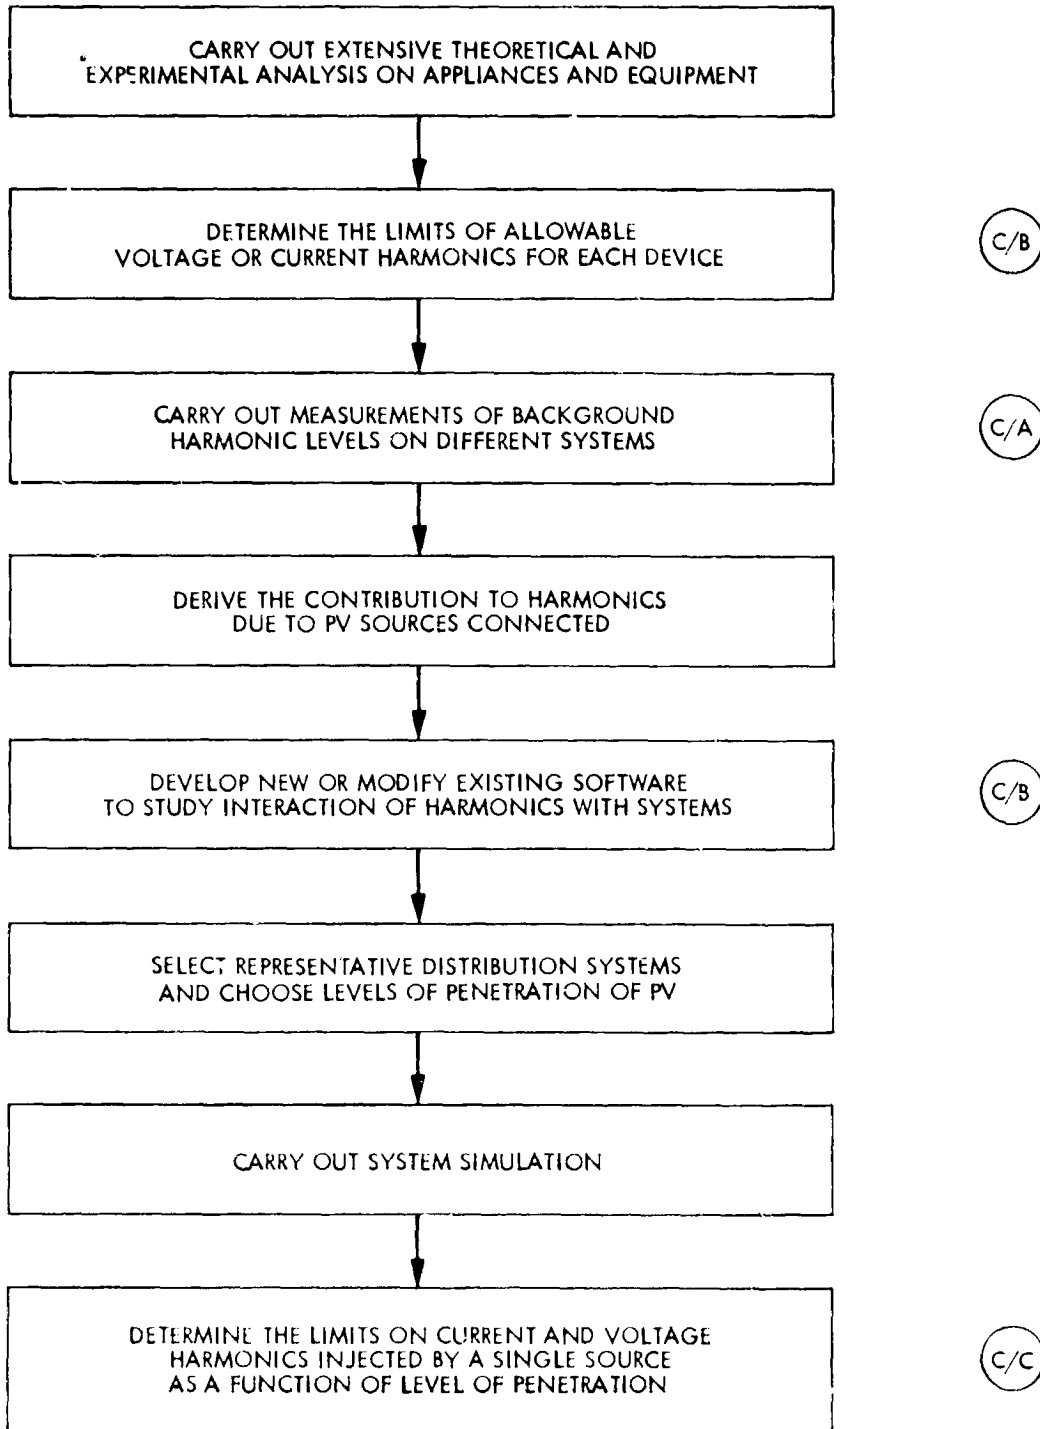 CARRY OUT EXTENSIVE THEORETICAL AND
EXPERIMENTAL ANALYSIS ON APPLIANCES AND EQUIPMENT
DETERMINE THE LIMITS OF ALLOWABLE
VOLTAGE OR CURRENT HARMONICS FOR EACH DEVICE
C/B
CARRY OUT MEASUREMENTS OF BACKGROUND
HARMONIC LEVELS ON DIFFERENT SYSTEMS
C/A
DERIVE THE CONTRIBUTION TO HARMONICS
DUE TO PV SOURCES CONNECTED
DEVELOP NEW OR MODIFY EXISTING SOFTWARE
TO STUDY INTERACTION OF HARMONICS WITH SYSTEMS
C/B
SELECT REPRESENTATIVE DISTRIBUTION SYSTEMS
AND CHOOSE LEVELS OF PENETRATION OF PV
CARRY OUT SYSTEM SIMULATION
DETERMINE THE LIMITS ON CURRENT AND VOLTAGE
HARMONICS INJECTED BY A SINGLE SOURCE
AS A FUNCTION OF LEVEL OF PENETRATION
C/C